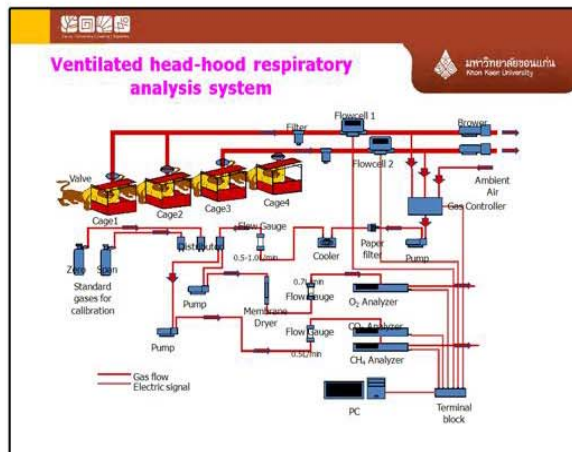 มหาวิทยาลัยขอนแก่น
Khon Kaen University
Ventilated head-hood respiratory
analysis system
Flowcell 1
Filter
Brower
Flowcell 2
Valve
Ambient
Air
Cage1
Cage2
Cage3
Cage4
Gas Controller
Flow Gauge
Distributor
0.5-1.0L/min
Cooler
Paper
filter
Pump
Zero
Span
Standard
gases for
calibration
Pump
Membrane
Dryer
0.7L/min
Flow Gauge
O₂ Analyzer
Pump
Flow Gauge
0.5L/min
CO₂ Analyzer
CH₄ Analyzer
Gas flow
Electric signal
PC
Terminal
block